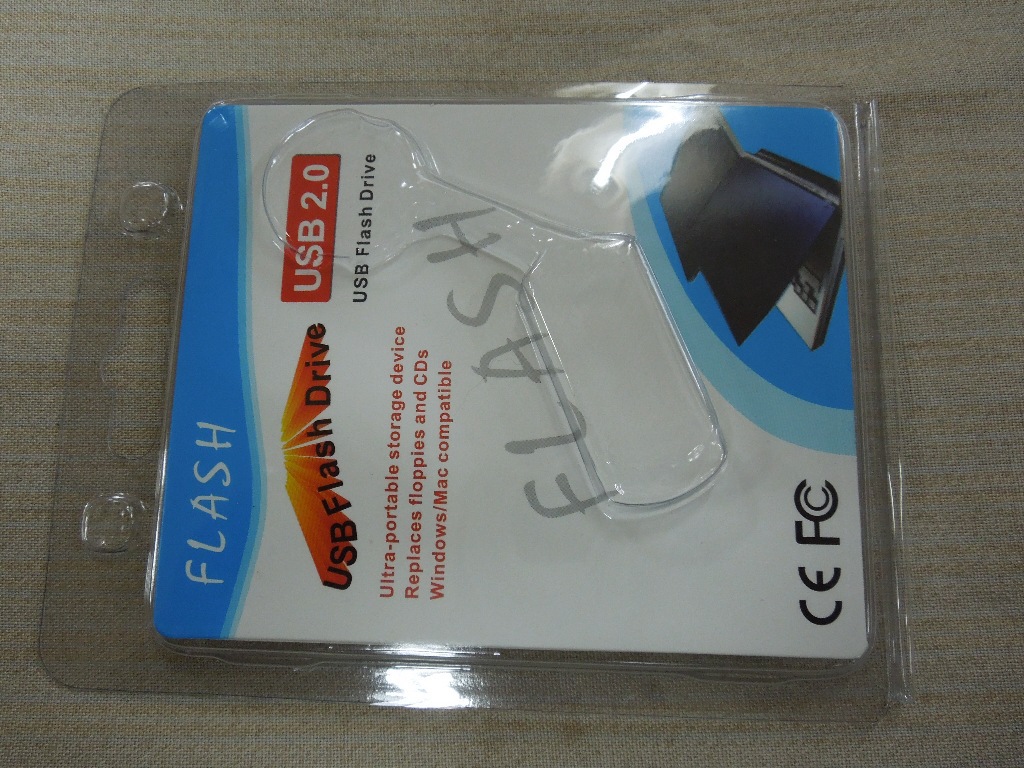 FLASH
USB Flash Drive
USB 2.0
USB Flash Drive
Ultra-portable storage device
Replaces floppies and CDs
Windows/Mac compatible
FLASH
CE FC